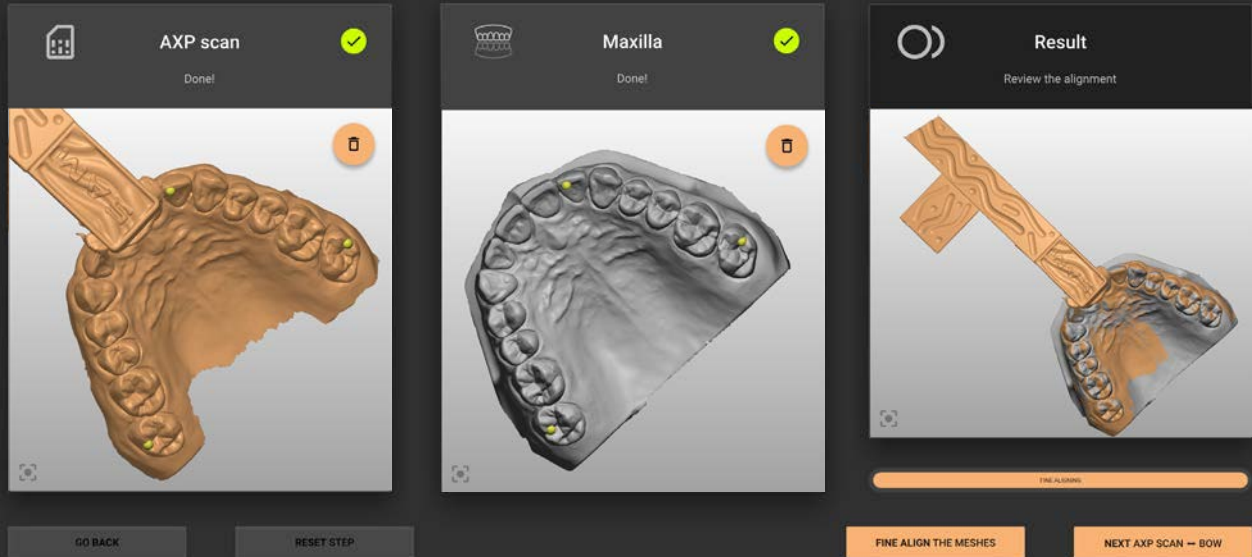 AXP scan
Done!
Maxilla
Done!
Result
Review the alignment
FINE ALIGNING
GO BACK
RESET STEP
FINE ALIGN THE MESHES
NEXT AXP SCAN ↔ BOW